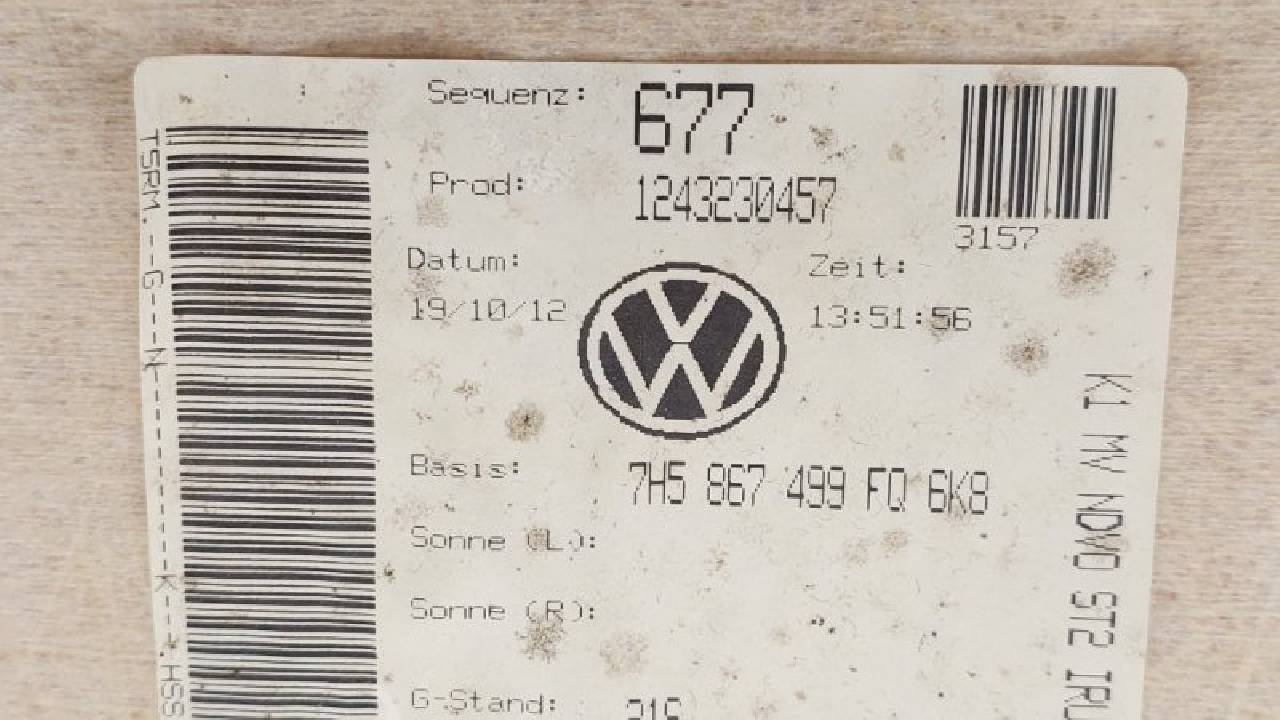 Sequenz: 677
Prod: 1243230457
3157
Datum:
Zeit:
19/10/12
13:51:56
Basis: 7H5 867 499 FQ 6K8
Sonne (L):
Sonne (R):
G-Stand:
TSRM.--G--N
K1 MV NDWO ST2